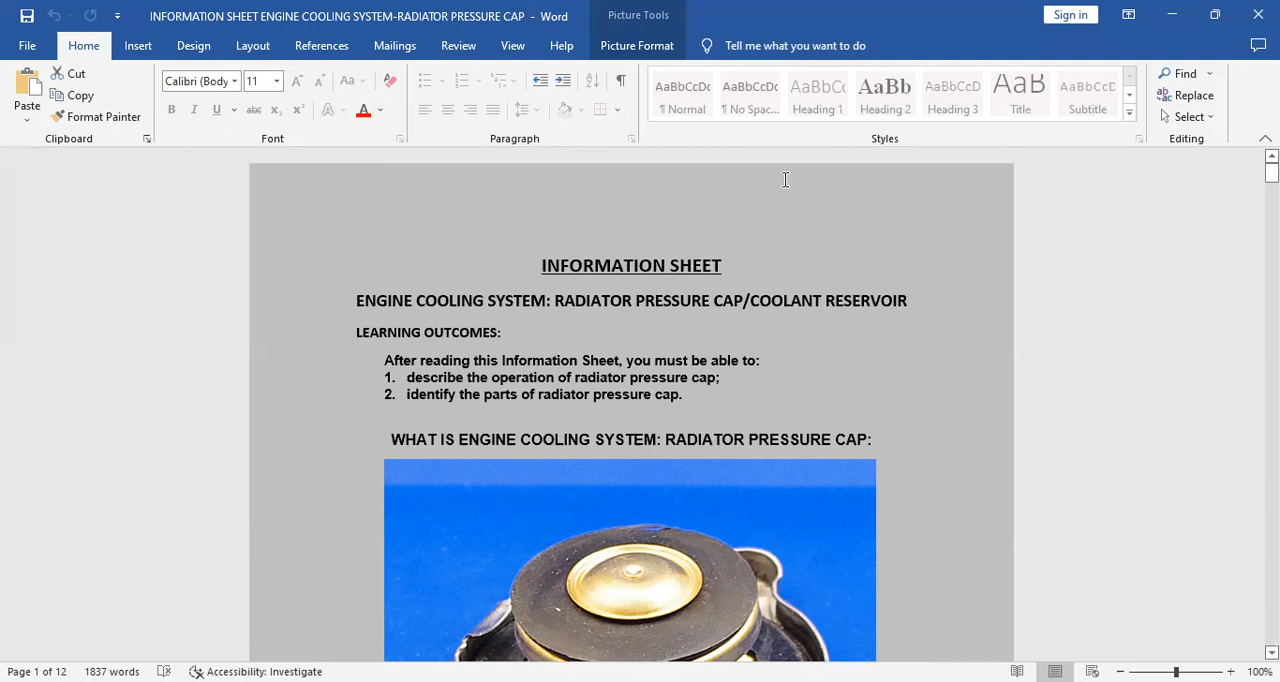 INFORMATION SHEET ENGINE COOLING SYSTEM-RADIATOR PRESSURE CAP - Word
Picture Tools
Sign in
File Home Insert Design Layout References Mailings Review View Help Picture Format Tell me what you want to do
Paste
Cut
Copy
Format Painter
Clipboard
Calibri (Body 11
Aa
B I U abc x₂ x² A A
Font
Paragraph
AaBbCcDc AaBbCcDc AaBbC AaBb AaBbCcD AaB AaBbCcD
¶ Normal ¶ No Spac... Heading 1 Heading 2 Heading 3 Title Subtitle
Styles
Find
Replace
Select
Editing
INFORMATION SHEET
ENGINE COOLING SYSTEM: RADIATOR PRESSURE CAP/COOLANT RESERVOIR
LEARNING OUTCOMES:
After reading this Information Sheet, you must be able to:
1. describe the operation of radiator pressure cap;
2. identify the parts of radiator pressure cap.
WHAT IS ENGINE COOLING SYSTEM: RADIATOR PRESSURE CAP:
Page 1 of 12 1837 words Accessibility: Investigate 100%